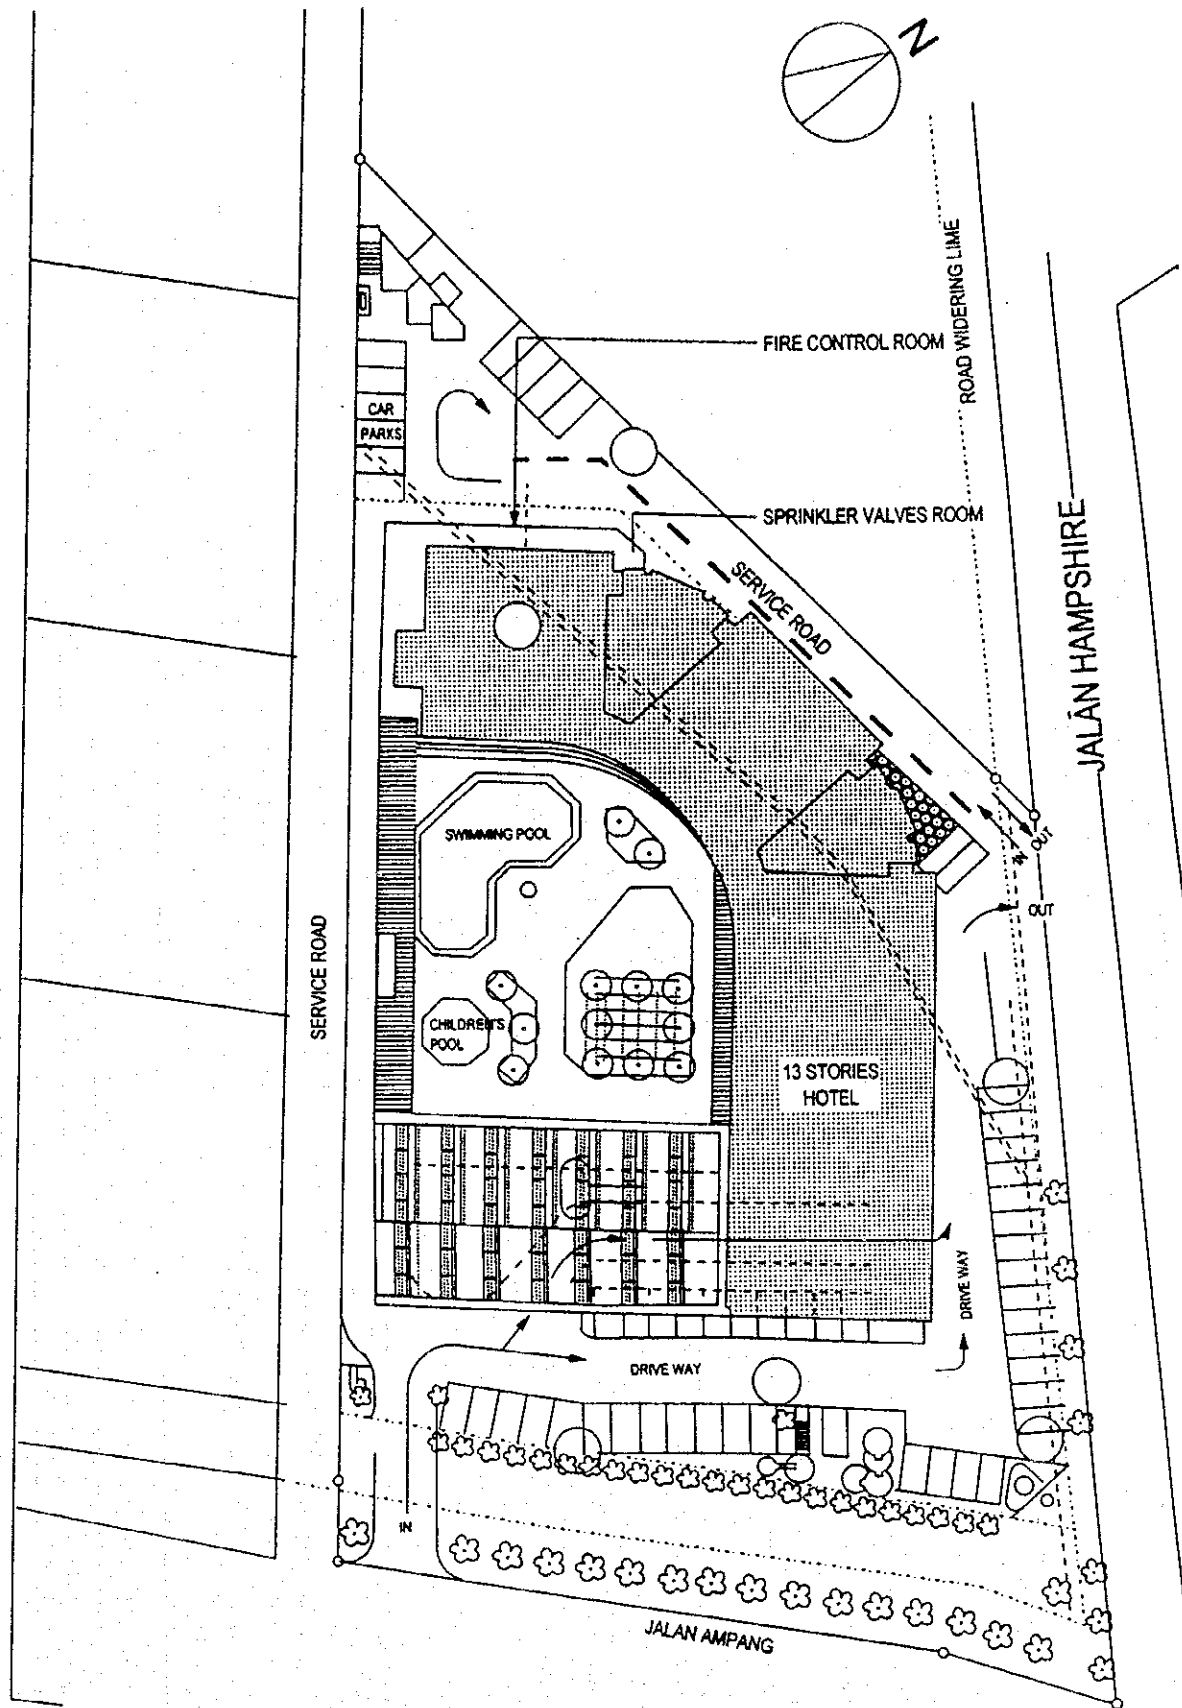 N
ROAD WIDERING LIME
FIRE CONTROL ROOM
CAR
PARKS
SPRINKLER VALVES ROOM
SERVICE ROAD
JALAN HAMPSHIRE
SWIMMING POOL
IN
OUT
OUT
SERVICE ROAD
CHILDREN'S
POOL
13 STORIES
HOTEL
DRIVE WAY
DRIVE WAY
IN
JALAN AMPANG